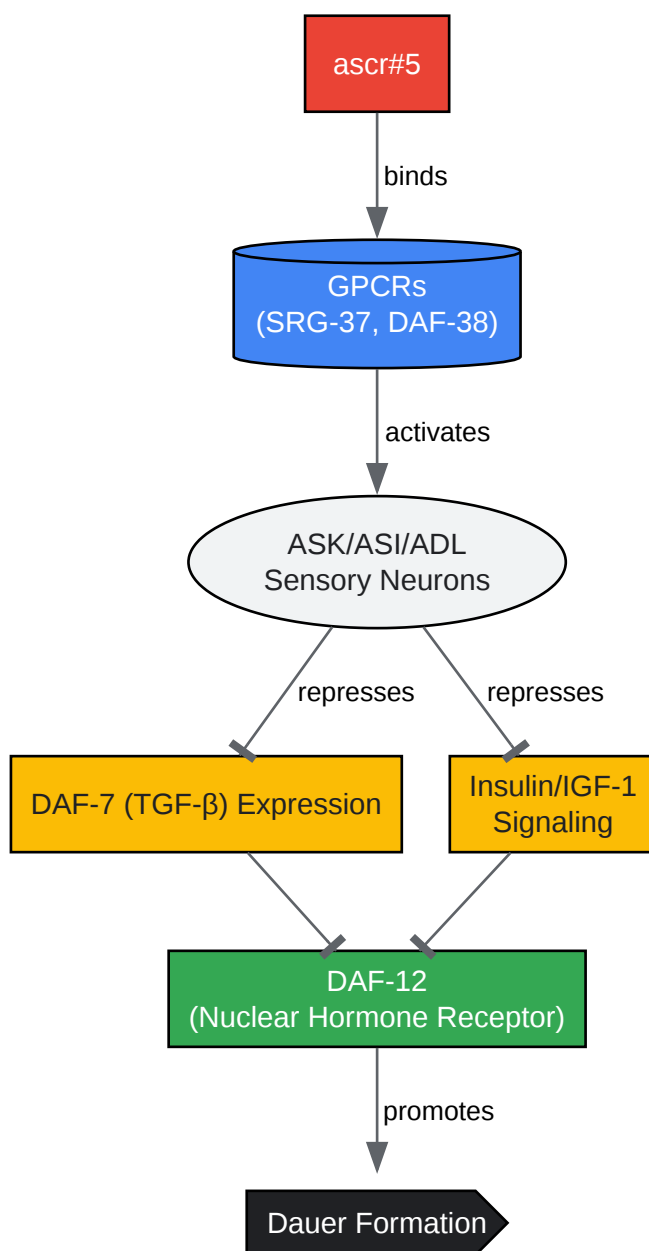 ascr#5
binds
GPCRs
(SRG-37, DAF-38)
activates
ASK/ASI/ADL
Sensory Neurons
represses
represses
DAF-7 (TGF-β) Expression
Insulin/IGF-1
Signaling
DAF-12
(Nuclear Hormone Receptor)
promotes
Dauer Formation